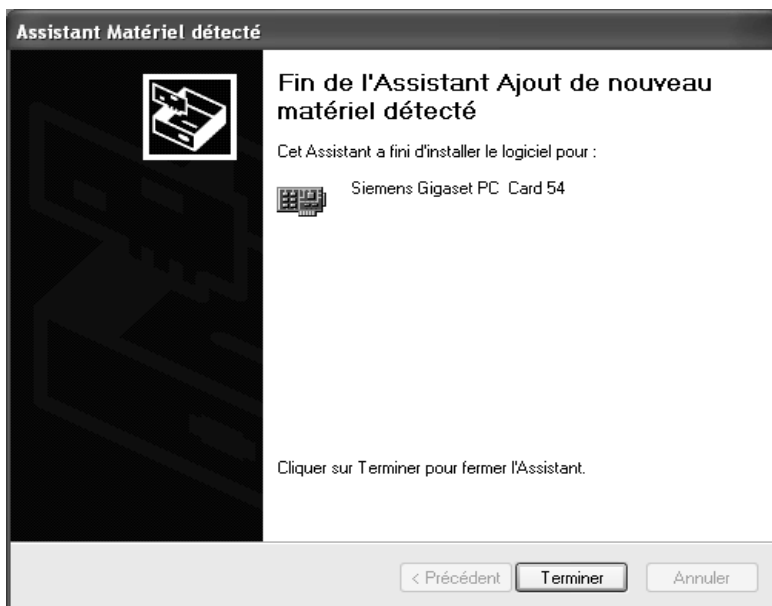 Assistant Matériel détecté
Fin de l'Assistant Ajout de nouveau
matériel détecté
Cet Assistant a fini d'installer le logiciel pour :
Siemens Gigaset PC Card 54
Cliquer sur Terminer pour fermer l'Assistant.
< Précédent Terminer Annuler